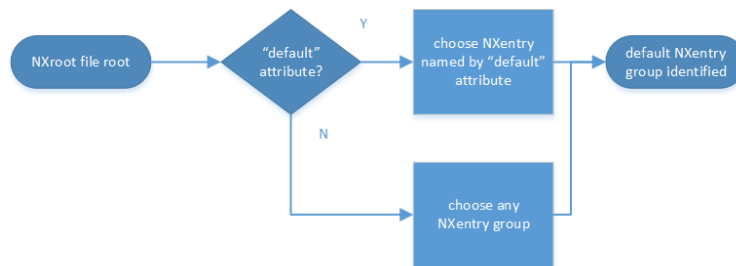 NXroot file root
“default”
attribute?
Y
choose NXentry
named by “default”
attribute
default NXentry
group identified
N
choose any
NXentry group